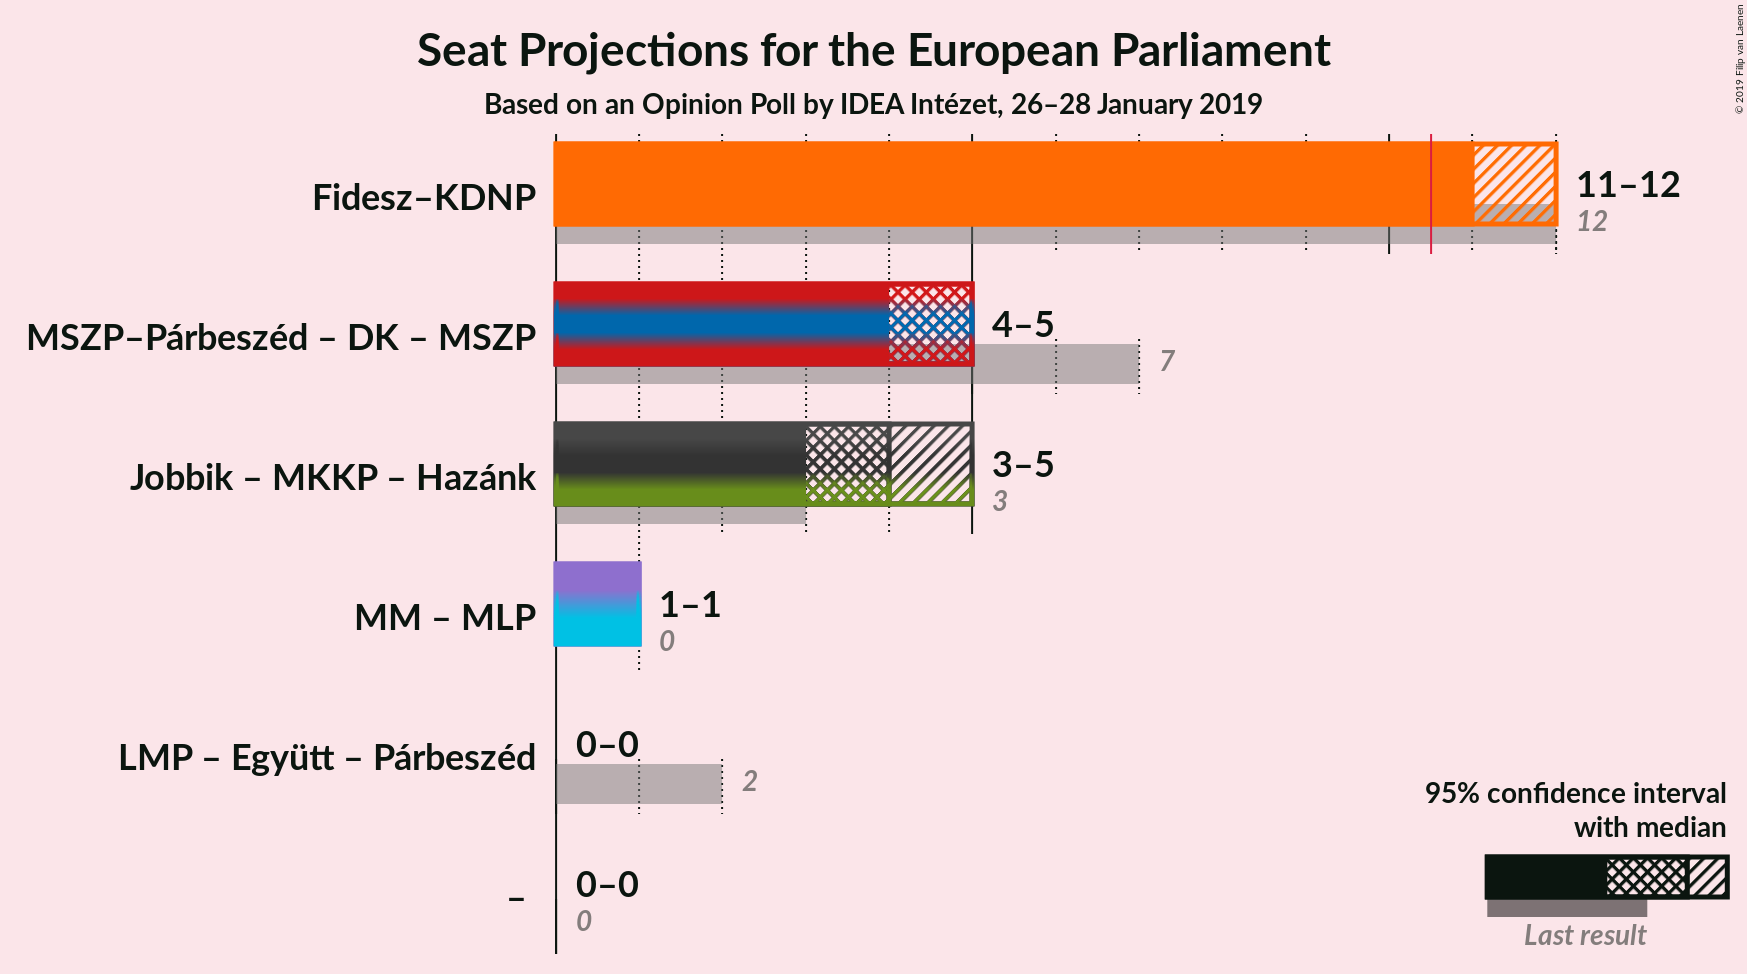 Seat Projections for the European Parliament
Based on an Opinion Poll by IDEA Intézet, 26–28 January 2019
© 2019 Filip van Laenen
Fidesz–KDNP
11–12
12
MSZP–Párbeszéd – DK – MSZP
4–5
7
Jobbik – MKKP – Hazánk
3–5
3
MM – MLP
1–1
0
LMP – Együtt – Párbeszéd
0–0
2
–
0–0
0
95% confidence interval
with median
Last result